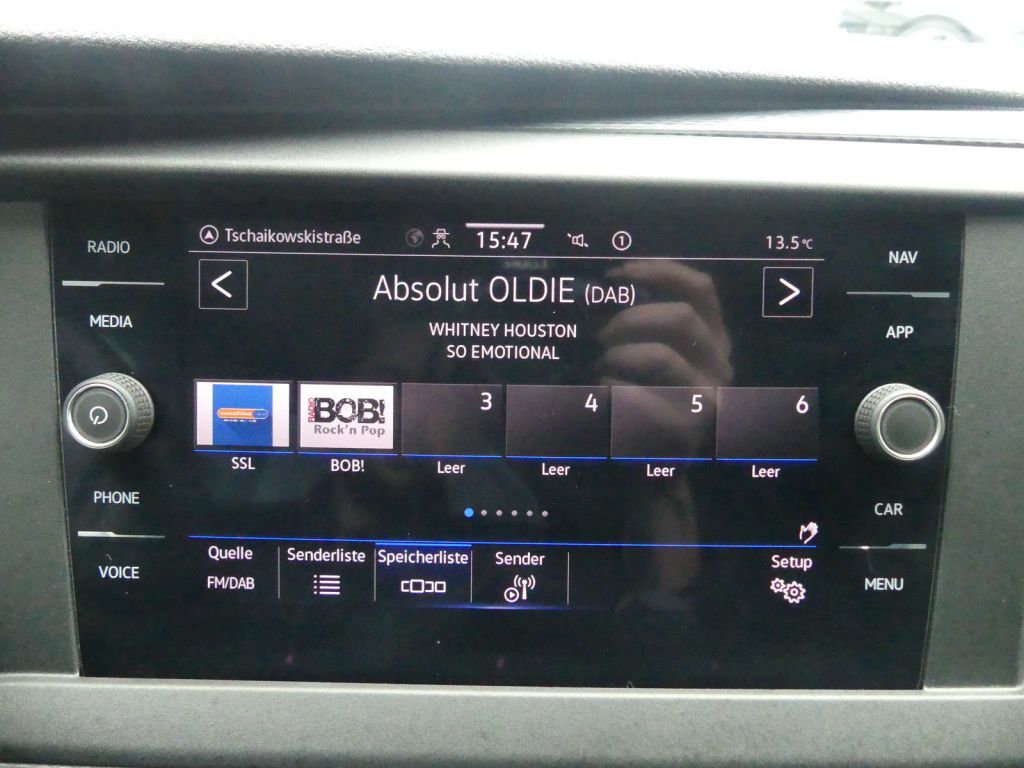 RADIO
MEDIA
PHONE
VOICE
Tschaikowskistraße
15:47
1
13.5°C
<
Absolut OLDIE (DAB)
>
WHITNEY HOUSTON
SO EMOTIONAL
RADIO BOB!
Rock'n Pop
3
4
5
6
SSL
BOB!
Leer
Leer
Leer
Leer
Quelle
FM/DAB
Senderliste
Speicherliste
Sender
Setup
NAV
APP
CAR
MENU